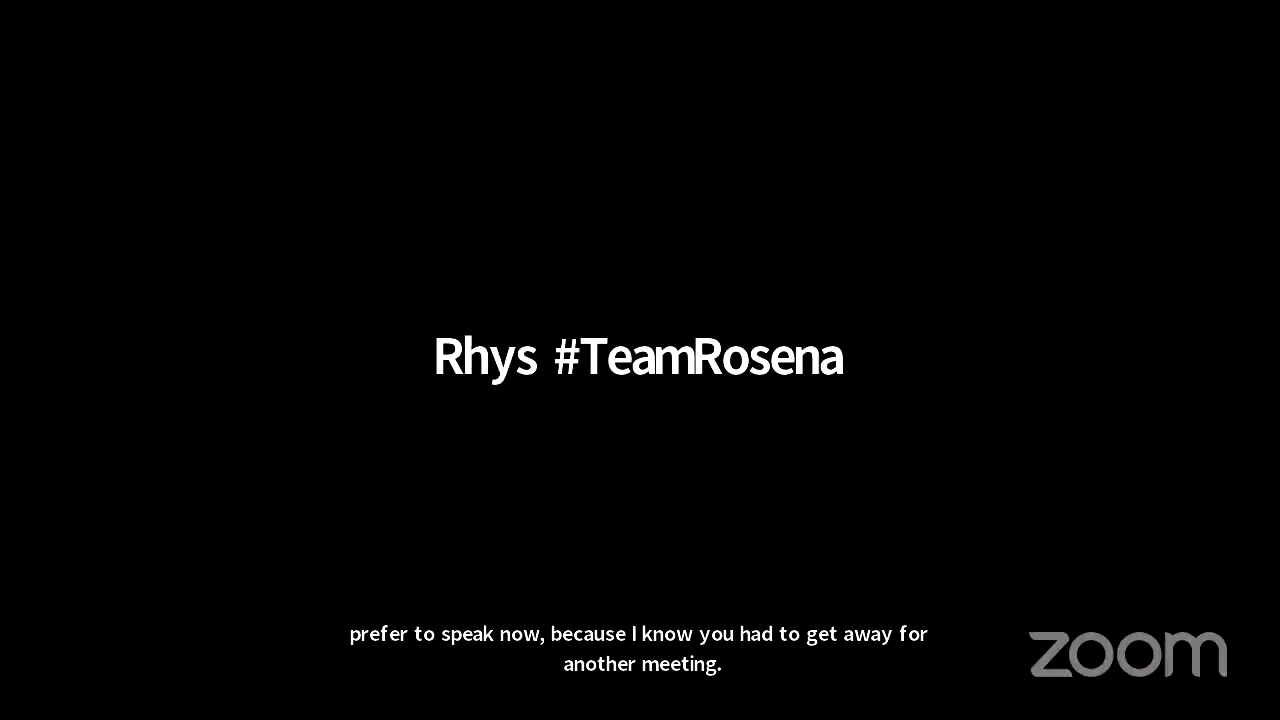 Rhys #TeamRosena
prefer to speak now, because I know you had to get away for
another meeting.
zoom